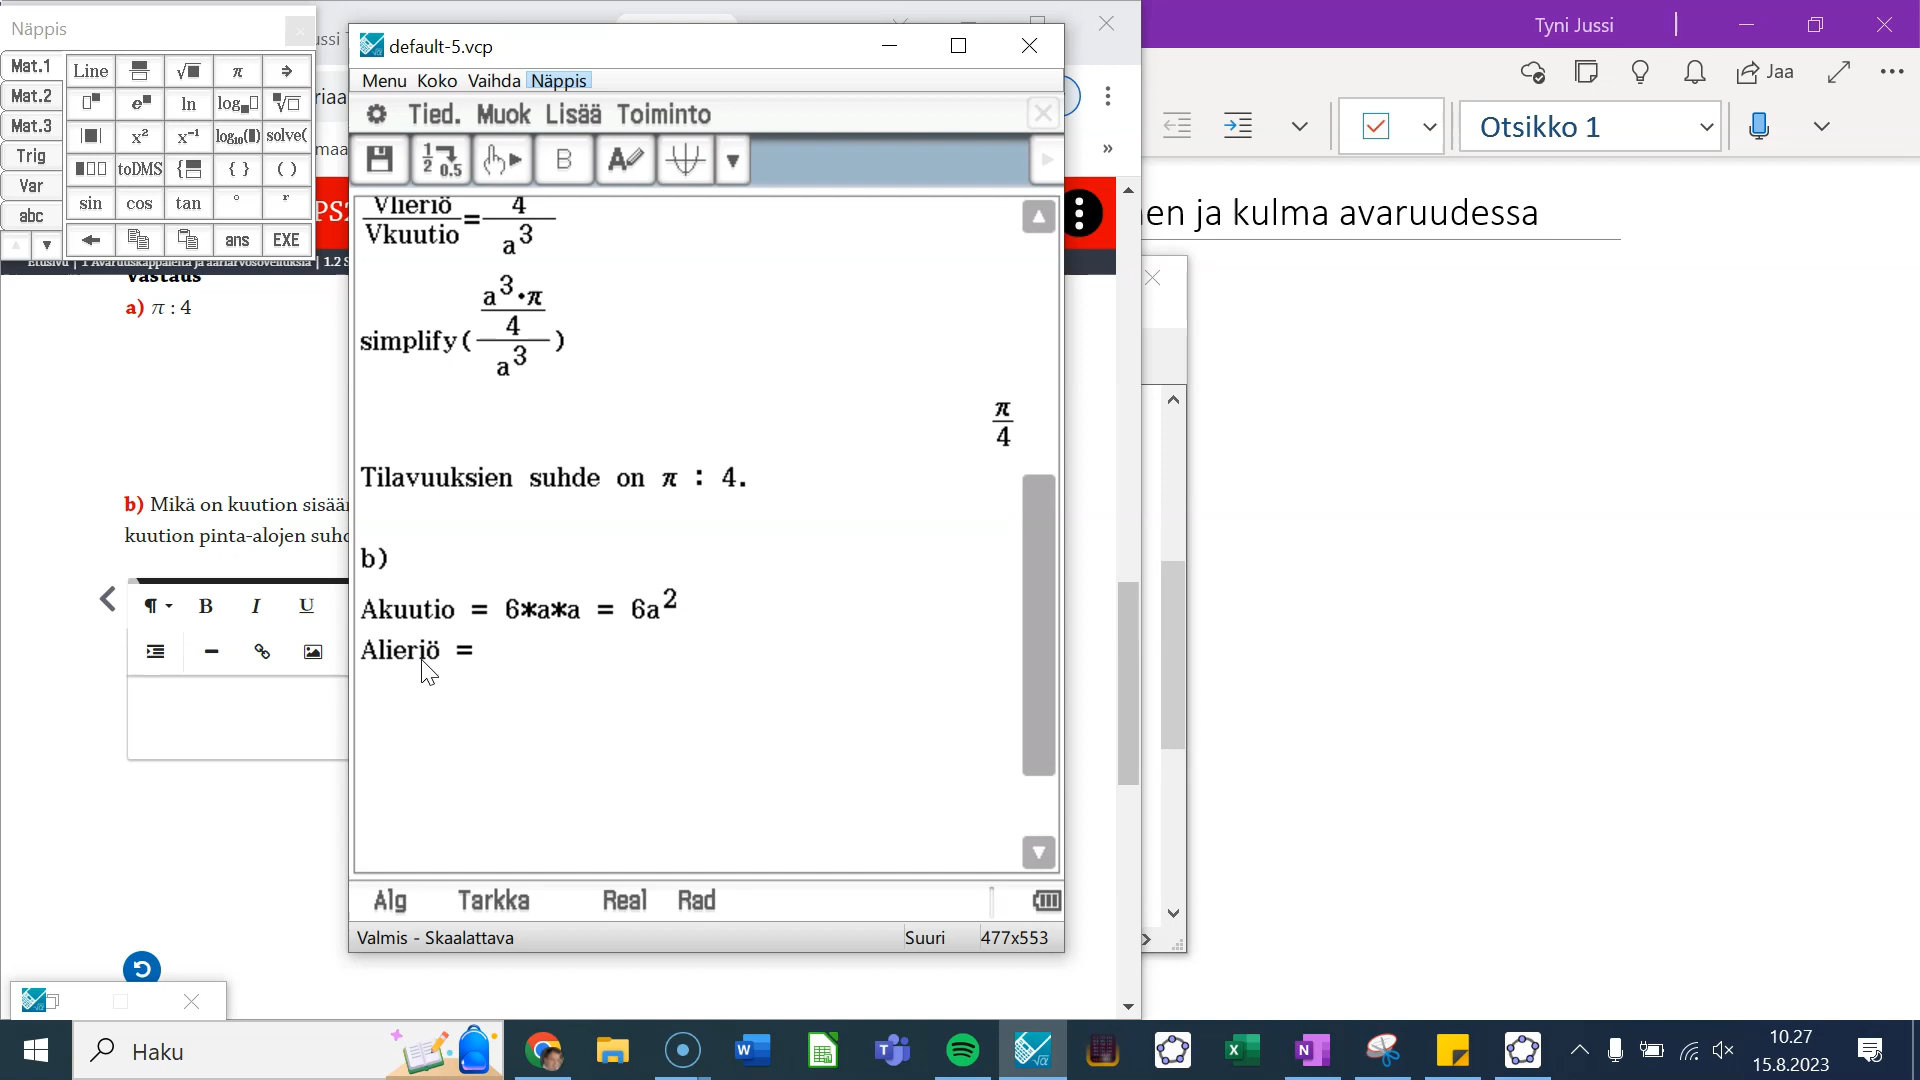 Näppis
Mat.1
Mat.2
Mat.3
Trig
Var
abc
Line
π
ln
log
|■|
x²
x⁻¹
log₁₀(■)
solve(
toDMS
{ }
( )
sin cos tan ° r
ans EXE
default-5.vcp
Menu Koko Vaihda Näppis
Tied. Muok Lisää Toiminto
B
Vlieriö/Vkuutio=4/a³
simplify((a³·π/4)/a³)
π/4
Tilavuuksien suhde on π : 4.
b)
Akuutio = 6*a*a = 6a²
Alieriö =
Alg Tarkka Real Rad
Valmis - Skaalattava Suuri 477x553
Vastaus
a) π : 4
b) Mikä on kuution sisään
kuution pinta-alojen suhd
B I U
Tyni Jussi
Jaa
Otsikko 1
en ja kulma avaruudessa
Haku
10.27
15.8.2023